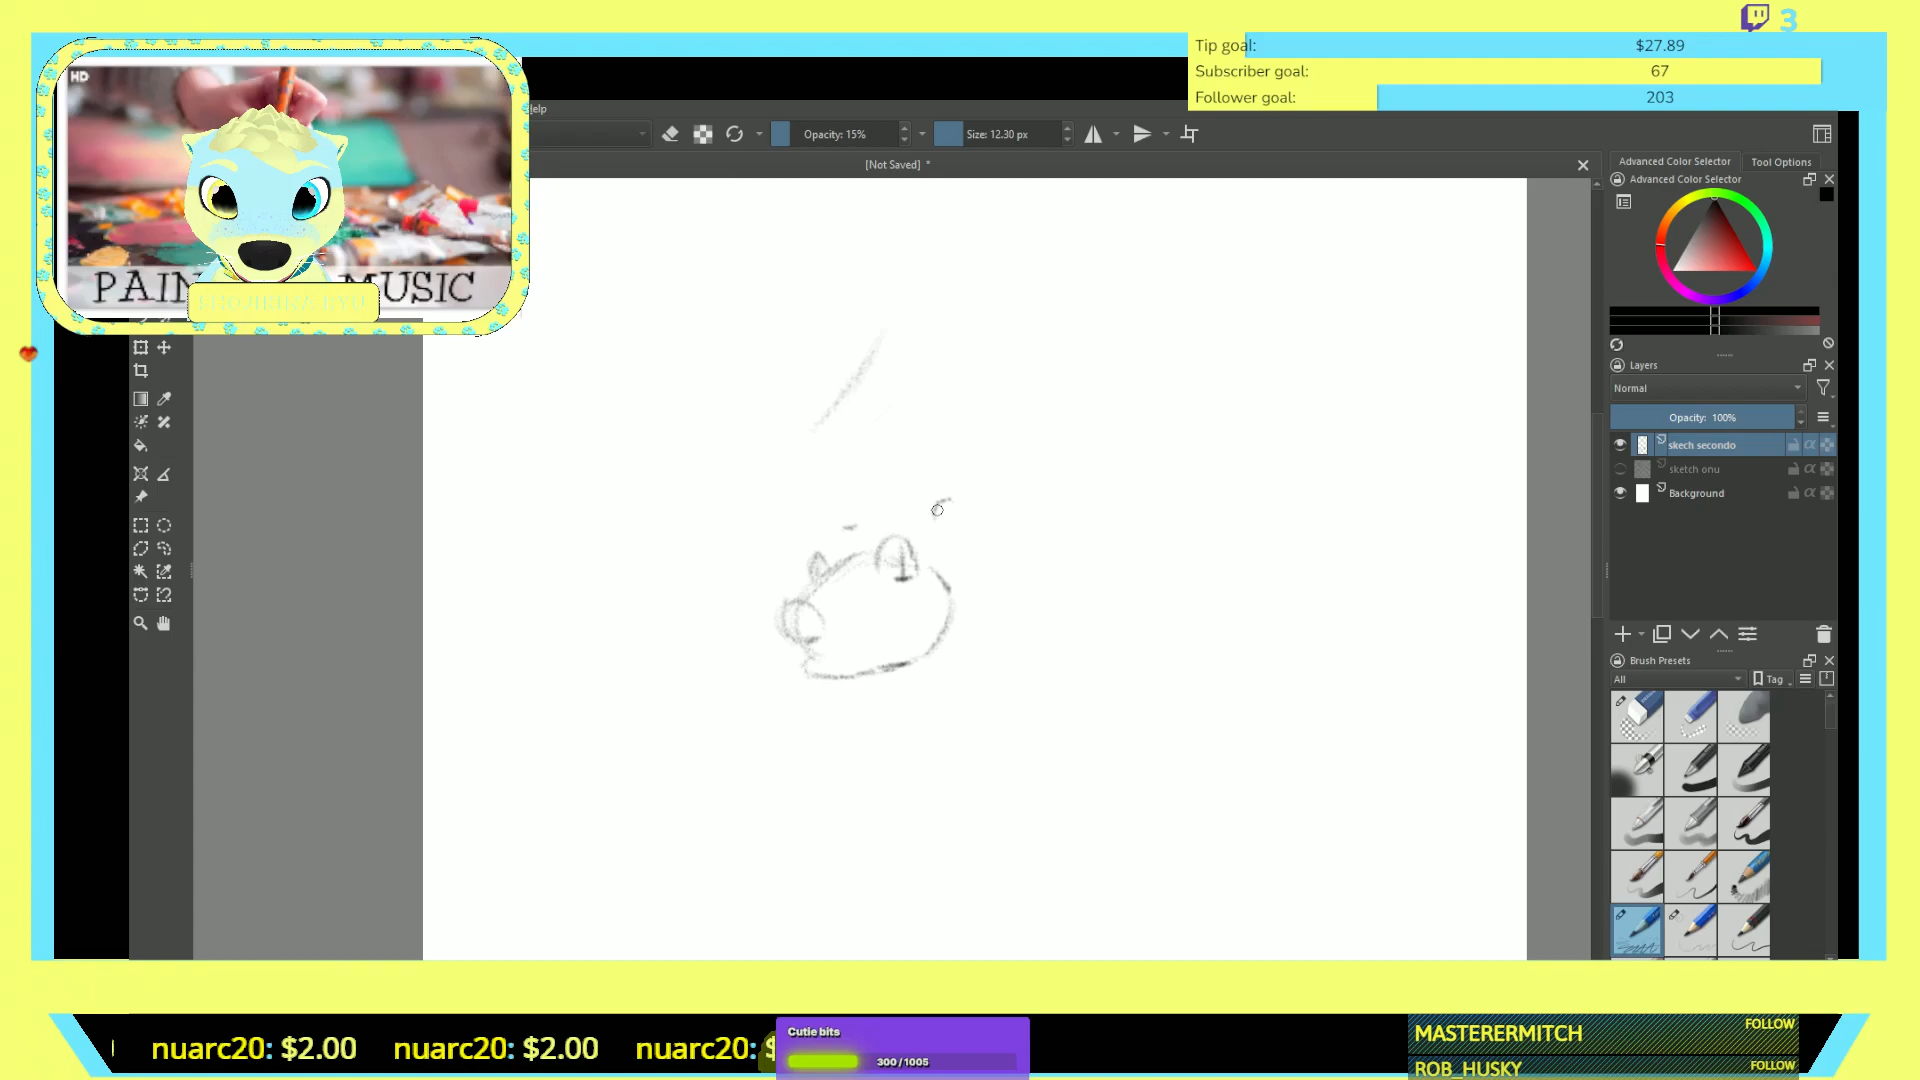 3
Tip goal: $27.89
Subscriber goal: 67
Follower goal: 203
HD
elp
Opacity: 15%
Size: 12.30 px
[Not Saved] *
Advanced Color Selector
Tool Options
Advanced Color Selector
PAIN
MUSIC
Layers
Normal
Opacity: 100%
skech secondo
sketch onu
Background
Brush Presets
All
Tag
nuarc20: $2.00 nuarc20: $2.00 nuarc20: $
Cutie bits
300 / 1005
MASTERERMITCH FOLLOW
ROB_HUSKY FOLLOW